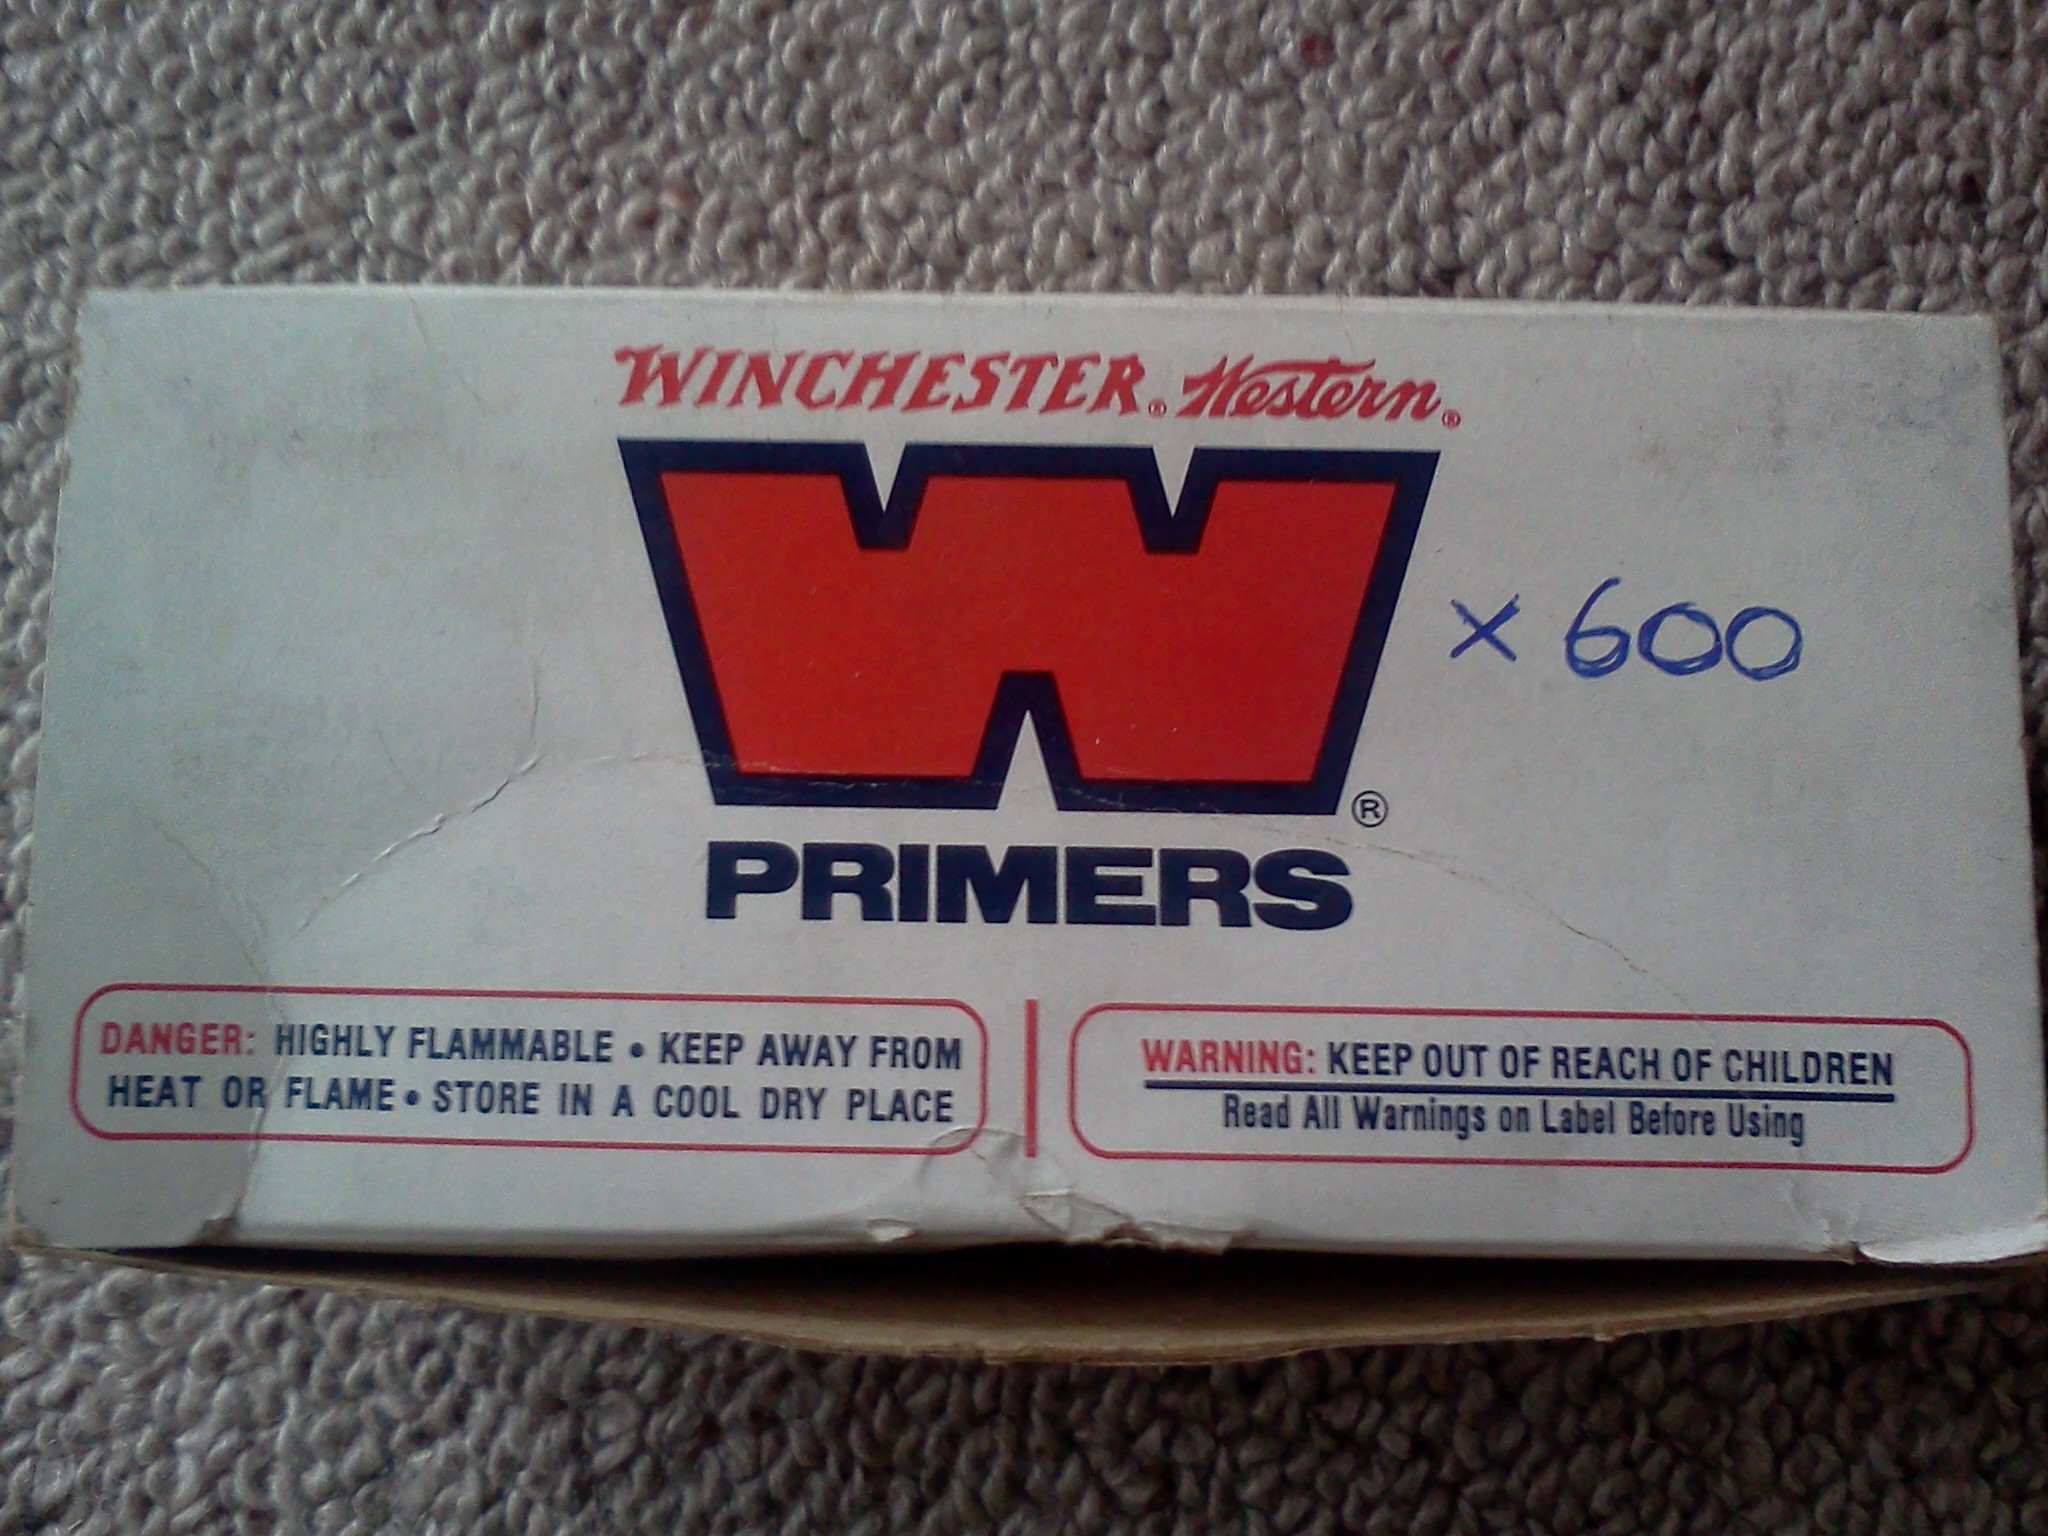 WINCHESTER® Western®
W®
x 600
PRIMERS
DANGER: HIGHLY FLAMMABLE • KEEP AWAY FROM
HEAT OR FLAME • STORE IN A COOL DRY PLACE
WARNING: KEEP OUT OF REACH OF CHILDREN
Read All Warnings on Label Before Using